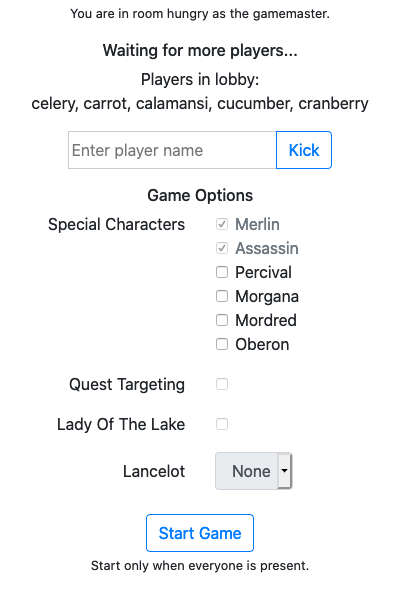 You are in room hungry as the gamemaster.
Waiting for more players...
Players in lobby:
celery, carrot, calamansi, cucumber, cranberry
Enter player name Kick
Game Options
Special Characters Merlin
Assassin
Percival
Morgana
Mordred
Oberon
Quest Targeting
Lady Of The Lake
Lancelot None
Start Game
Start only when everyone is present.